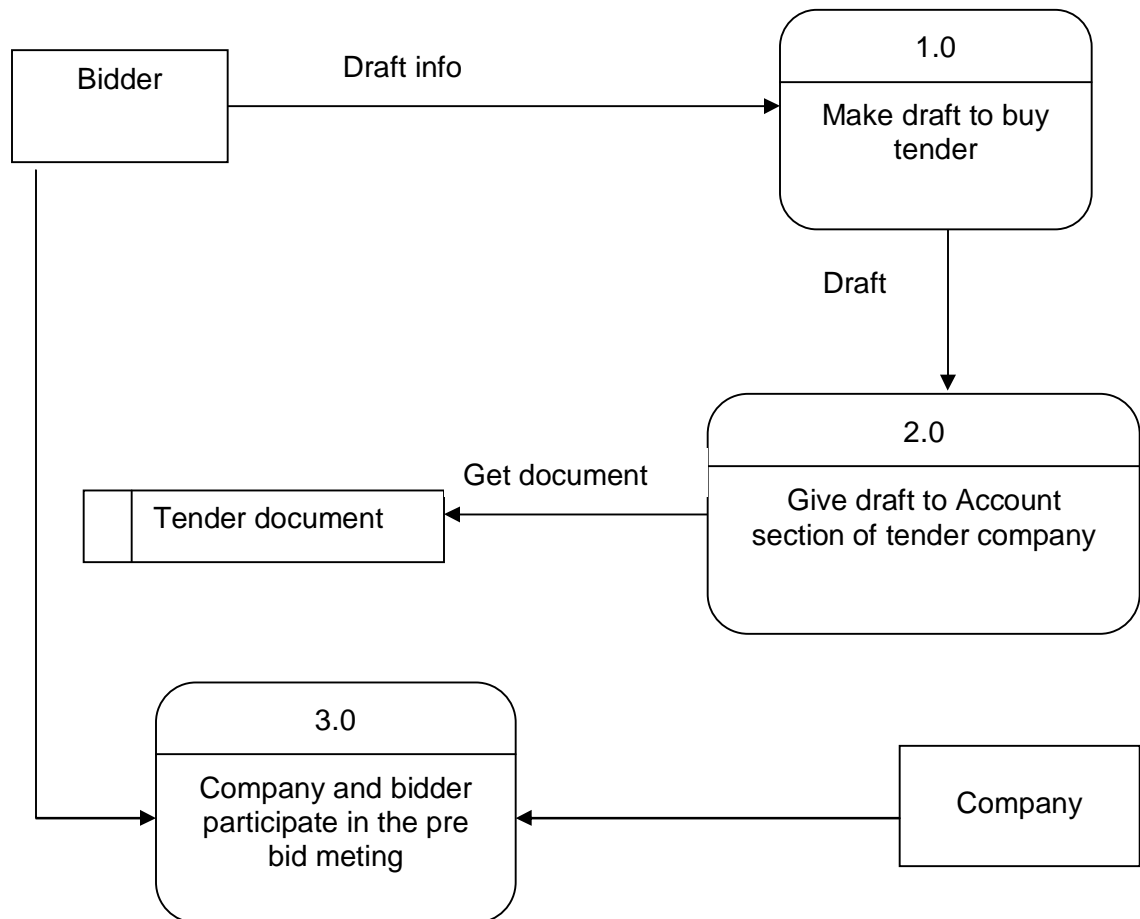 Bidder
Draft info
1.0
Make draft to buy
tender
Draft
2.0
Give draft to Account
section of tender company
Get document
Tender document
3.0
Company and bidder
participate in the pre
bid meting
Company